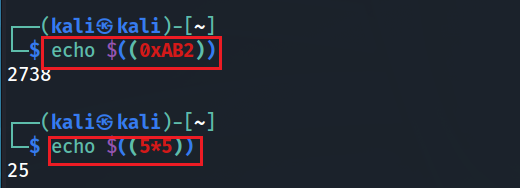 ┌──(kali㉿kali)-[~]
└─$ echo $((0xAB2))
2738
┌──(kali㉿kali)-[~]
└─$ echo $((5*5))
25